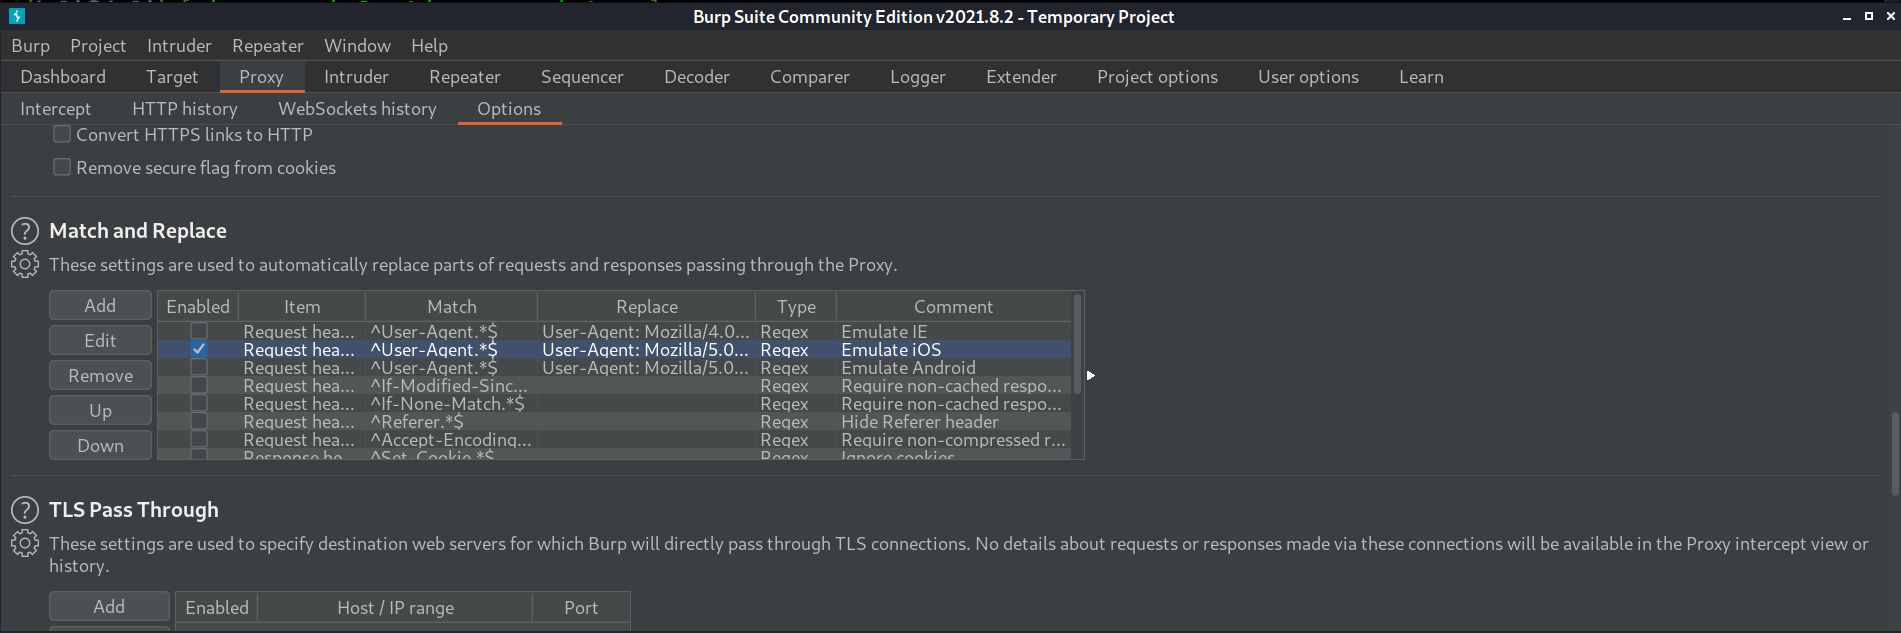 Burp Suite Community Edition v2021.8.2 - Temporary Project
Burp Project Intruder Repeater Window Help
Dashboard Target Proxy Intruder Repeater Sequencer Decoder Comparer Logger Extender Project options User options Learn
Intercept HTTP history WebSockets history Options
Convert HTTPS links to HTTP
Remove secure flag from cookies
Match and Replace
These settings are used to automatically replace parts of requests and responses passing through the Proxy.
Add
Edit
Remove
Up
Down
Enabled Item Match Replace Type Comment
Request hea... ^User-Agent.*$ User-Agent: Mozilla/4.0... Regex Emulate IE
Request hea... ^User-Agent.*$ User-Agent: Mozilla/5.0... Regex Emulate iOS
Request hea... ^User-Agent.*$ User-Agent: Mozilla/5.0... Regex Emulate Android
Request hea... ^If-Modified-Sinc... Regex Require non-cached respo...
Request hea... ^If-None-Match.*$ Regex Require non-cached respo...
Request hea... ^Referer.*$ Regex Hide Referer header
Request hea... ^Accept-Encoding... Regex Require non-compressed r...
Response he... ^Set-Cookie.*$ Regex Ignore cookies
TLS Pass Through
These settings are used to specify destination web servers for which Burp will directly pass through TLS connections. No details about requests or responses made via these connections will be available in the Proxy intercept view or
history.
Add
Enabled Host / IP range Port